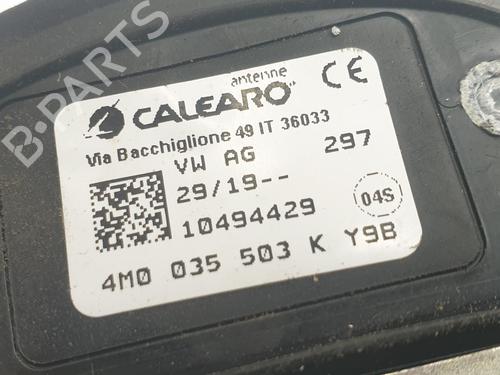 antenne
CALEARO
CE
Via Bacchiglione 49 IT 36033
VW AG 297
29/19--
10494429
04S
4M0 035 503 K Y9B
B-PARTS